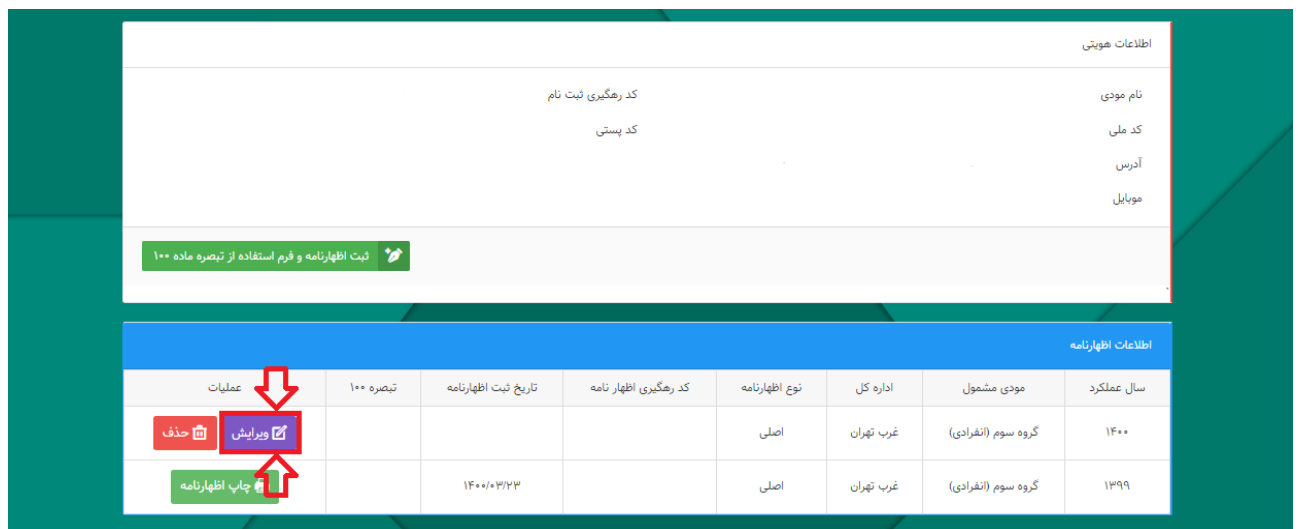 اطلاعات هویتی
نام مودی کد رهگیری ثبت نام
کد ملی کد پستی
آدرس
موبایل
ثبت اظهارنامه و فرم استفاده از تبصره ماده ۱۰۰
اطلاعات اظهارنامه
سال عملکرد مودی مشمول اداره کل نوع اظهارنامه کد رهگیری اظهار نامه تاریخ ثبت اظهارنامه تبصره ۱۰۰ عملیات
۱۴۰۰ گروه سوم (انفرادی) غرب تهران اصلی ویرایش حذف
۱۳۹۹ گروه سوم (انفرادی) غرب تهران اصلی ۱۴۰۰/۰۳/۲۳ چاپ اظهارنامه